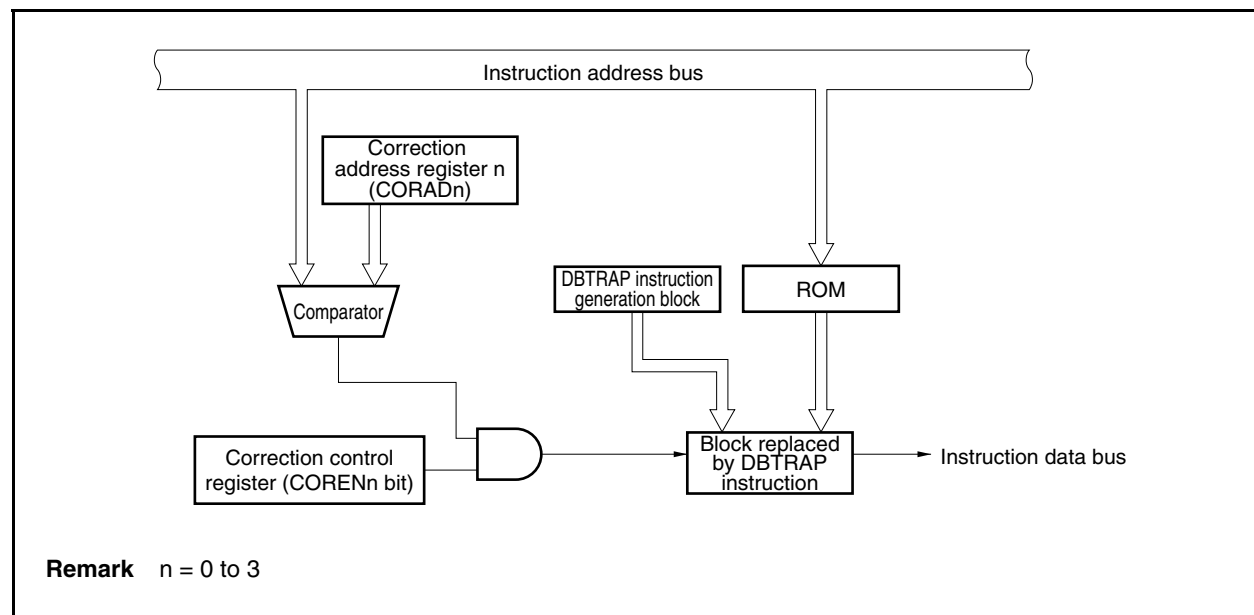 Instruction address bus
Correction
address register n
(CORADn)
DBTRAP instruction
generation block
ROM
Comparator
Correction control
register (CORENn bit)
Block replaced
by DBTRAP
instruction
Instruction data bus
Remark n = 0 to 3